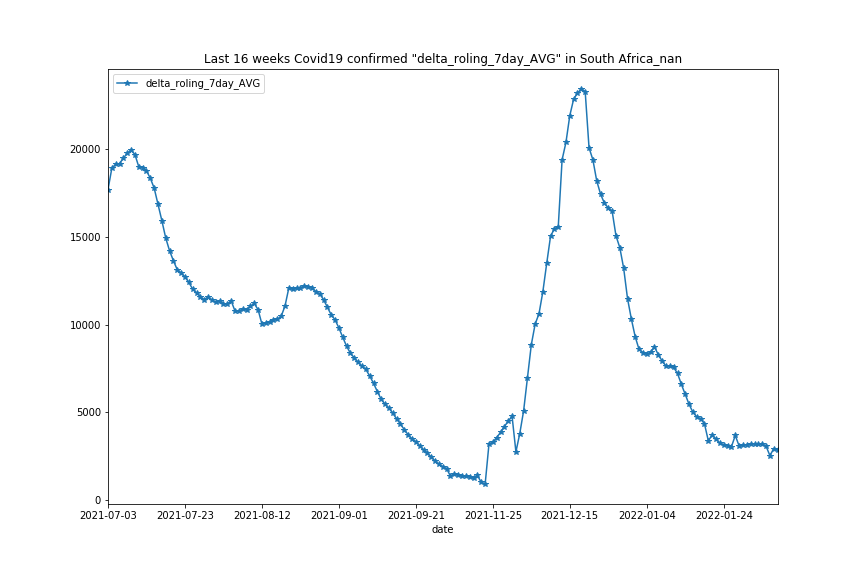 Last 16 weeks Covid19 confirmed "delta_roling_7day_AVG" in South Africa_nan
delta_roling_7day_AVG
20000
15000
10000
5000
0
2021-07-03 2021-07-23 2021-08-12 2021-09-01 2021-09-21 2021-11-25 2021-12-15 2022-01-04 2022-01-24
date